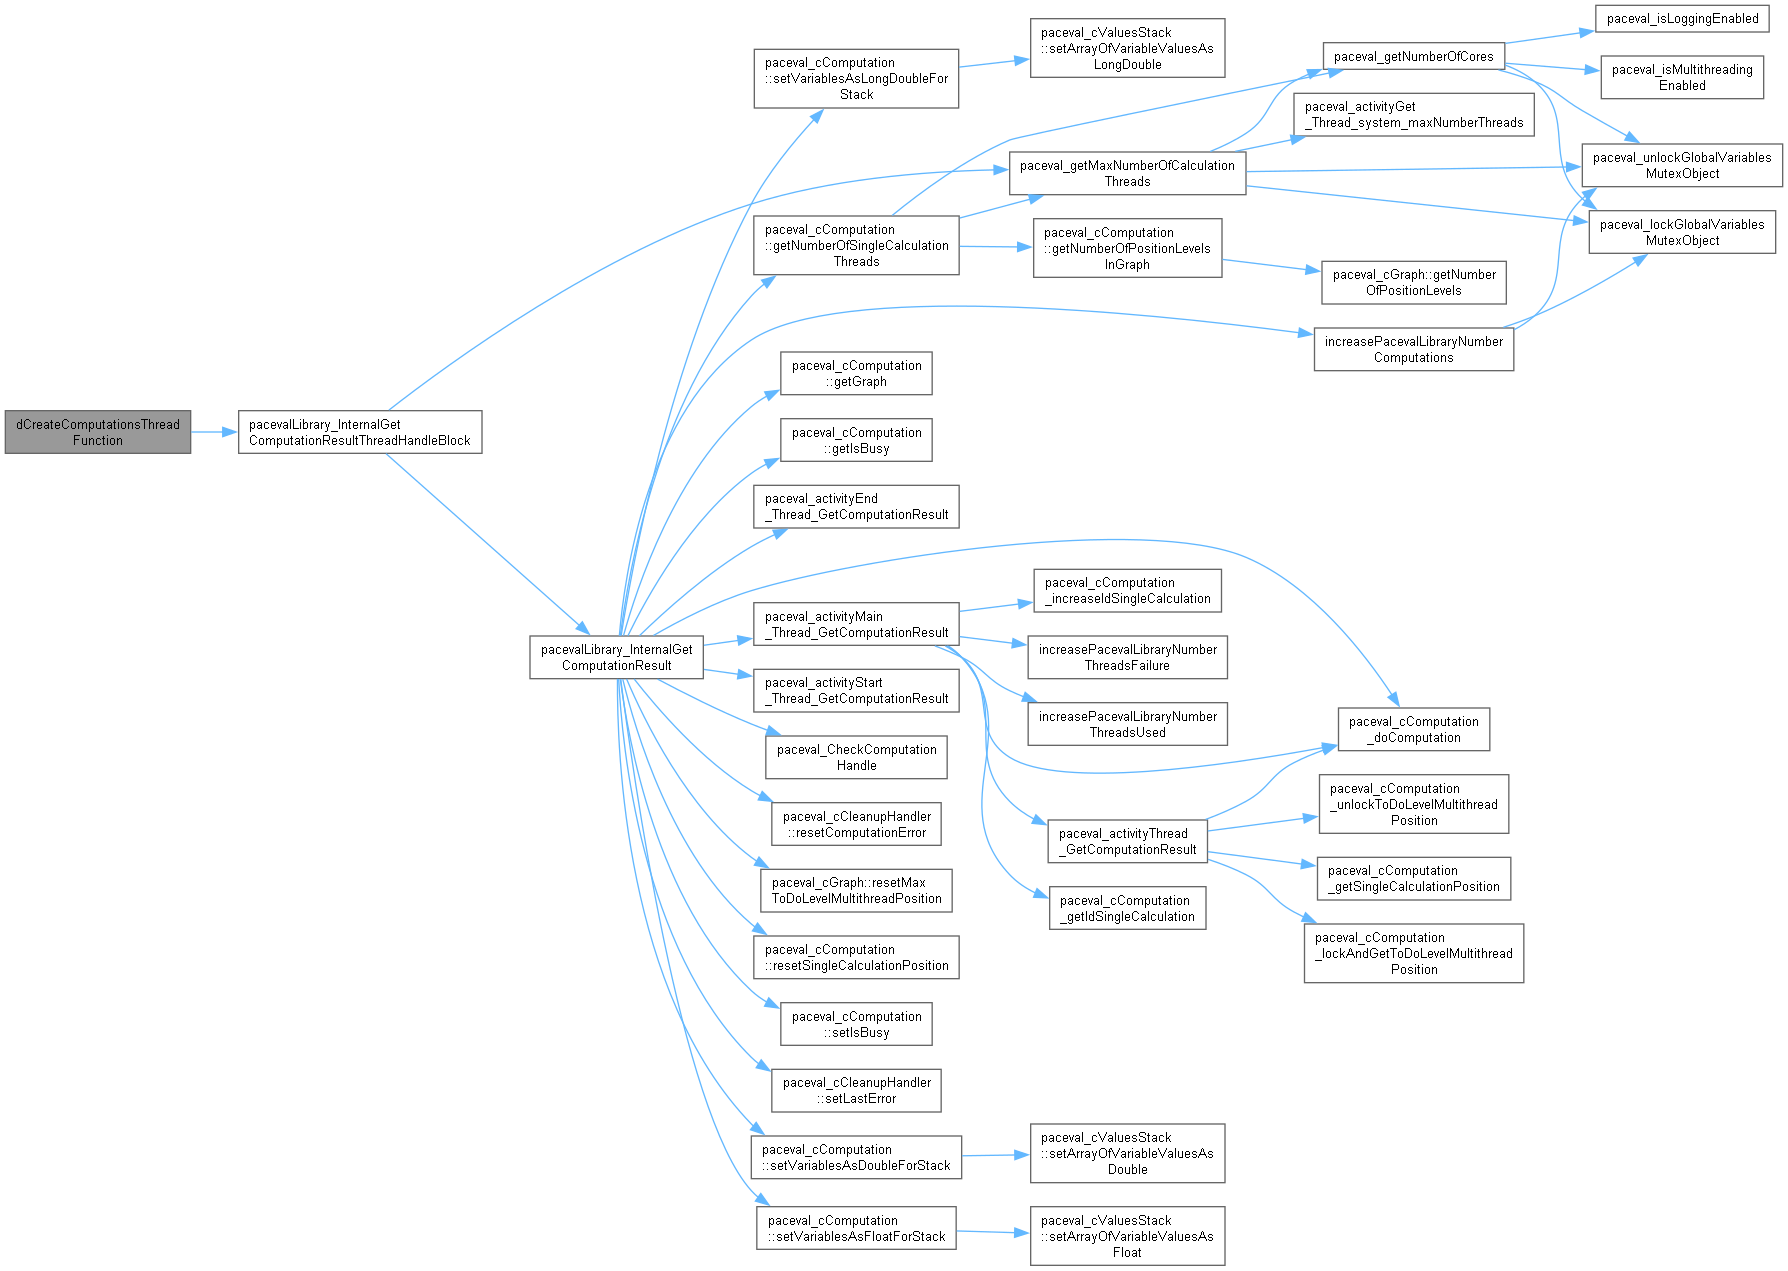 dCreateComputationsThread
Function
pacevalLibrary_InternalGet
ComputationResultThreadHandleBlock
pacevalLibrary_InternalGet
ComputationResult
paceval_cComputation
::setVariablesAsLongDoubleFor
Stack
paceval_cComputation
::getNumberOfSingleCalculation
Threads
paceval_cComputation
::getGraph
paceval_cComputation
::getIsBusy
paceval_activityEnd
_Thread_GetComputationResult
paceval_activityMain
_Thread_GetComputationResult
paceval_activityStart
_Thread_GetComputationResult
paceval_CheckComputation
Handle
paceval_cCleanupHandler
::resetComputationError
paceval_cGraph::resetMax
ToDoLevelMultithreadPosition
paceval_cComputation
::resetSingleCalculationPosition
paceval_cComputation
::setIsBusy
paceval_cCleanupHandler
::setLastError
paceval_cComputation
::setVariablesAsDoubleForStack
paceval_cComputation
::setVariablesAsFloatForStack
paceval_cValuesStack
::setArrayOfVariableValuesAs
LongDouble
paceval_getMaxNumberOfCalculation
Threads
paceval_cComputation
::getNumberOfPositionLevels
InGraph
paceval_cComputation
_increaseIdSingleCalculation
increasePacevalLibraryNumber
ThreadsFailure
increasePacevalLibraryNumber
ThreadsUsed
paceval_activityThread
_GetComputationResult
paceval_cComputation
_getIdSingleCalculation
paceval_cValuesStack
::setArrayOfVariableValuesAs
Double
paceval_cValuesStack
::setArrayOfVariableValuesAs
Float
paceval_getNumberOfCores
paceval_activityGet
_Thread_system_maxNumberThreads
paceval_cGraph::getNumber
OfPositionLevels
increasePacevalLibraryNumber
Computations
paceval_cComputation
_doComputation
paceval_cComputation
_unlockToDoLevelMultithread
Position
paceval_cComputation
_getSingleCalculationPosition
paceval_cComputation
_lockAndGetToDoLevelMultithread
Position
paceval_isLoggingEnabled
paceval_isMultithreading
Enabled
paceval_unlockGlobalVariables
MutexObject
paceval_lockGlobalVariables
MutexObject